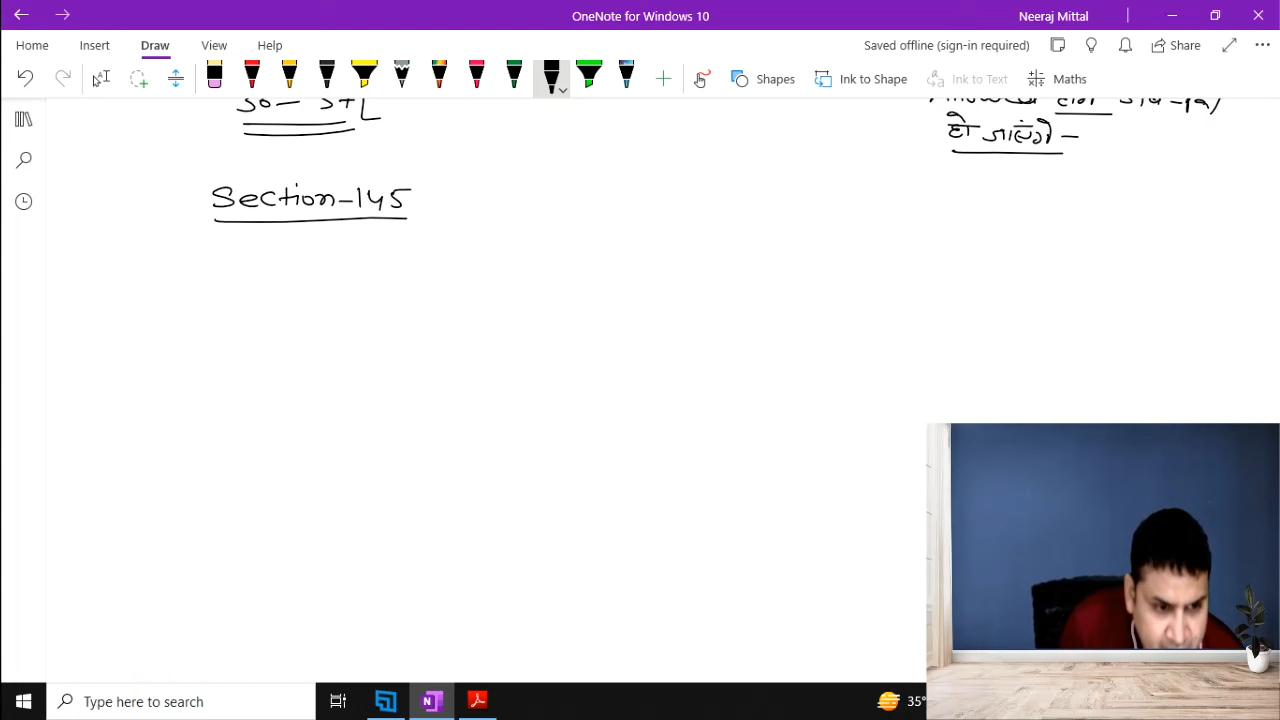 OneNote for Windows 10
Neeraj Mittal
Home Insert Draw View Help
Saved offline (sign-in required)
Share
Shapes
Ink to Shape
Ink to Text
Maths
हो जाएंगे -
Section-145
Type here to search
35°